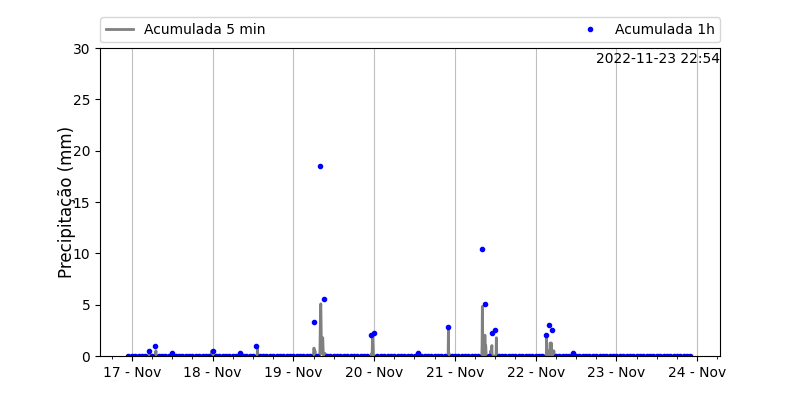 Acumulada 5 min
Acumulada 1h
2022-11-23 22:54
Precipitação (mm)
30
25
20
15
10
5
0
17 - Nov
18 - Nov
19 - Nov
20 - Nov
21 - Nov
22 - Nov
23 - Nov
24 - Nov